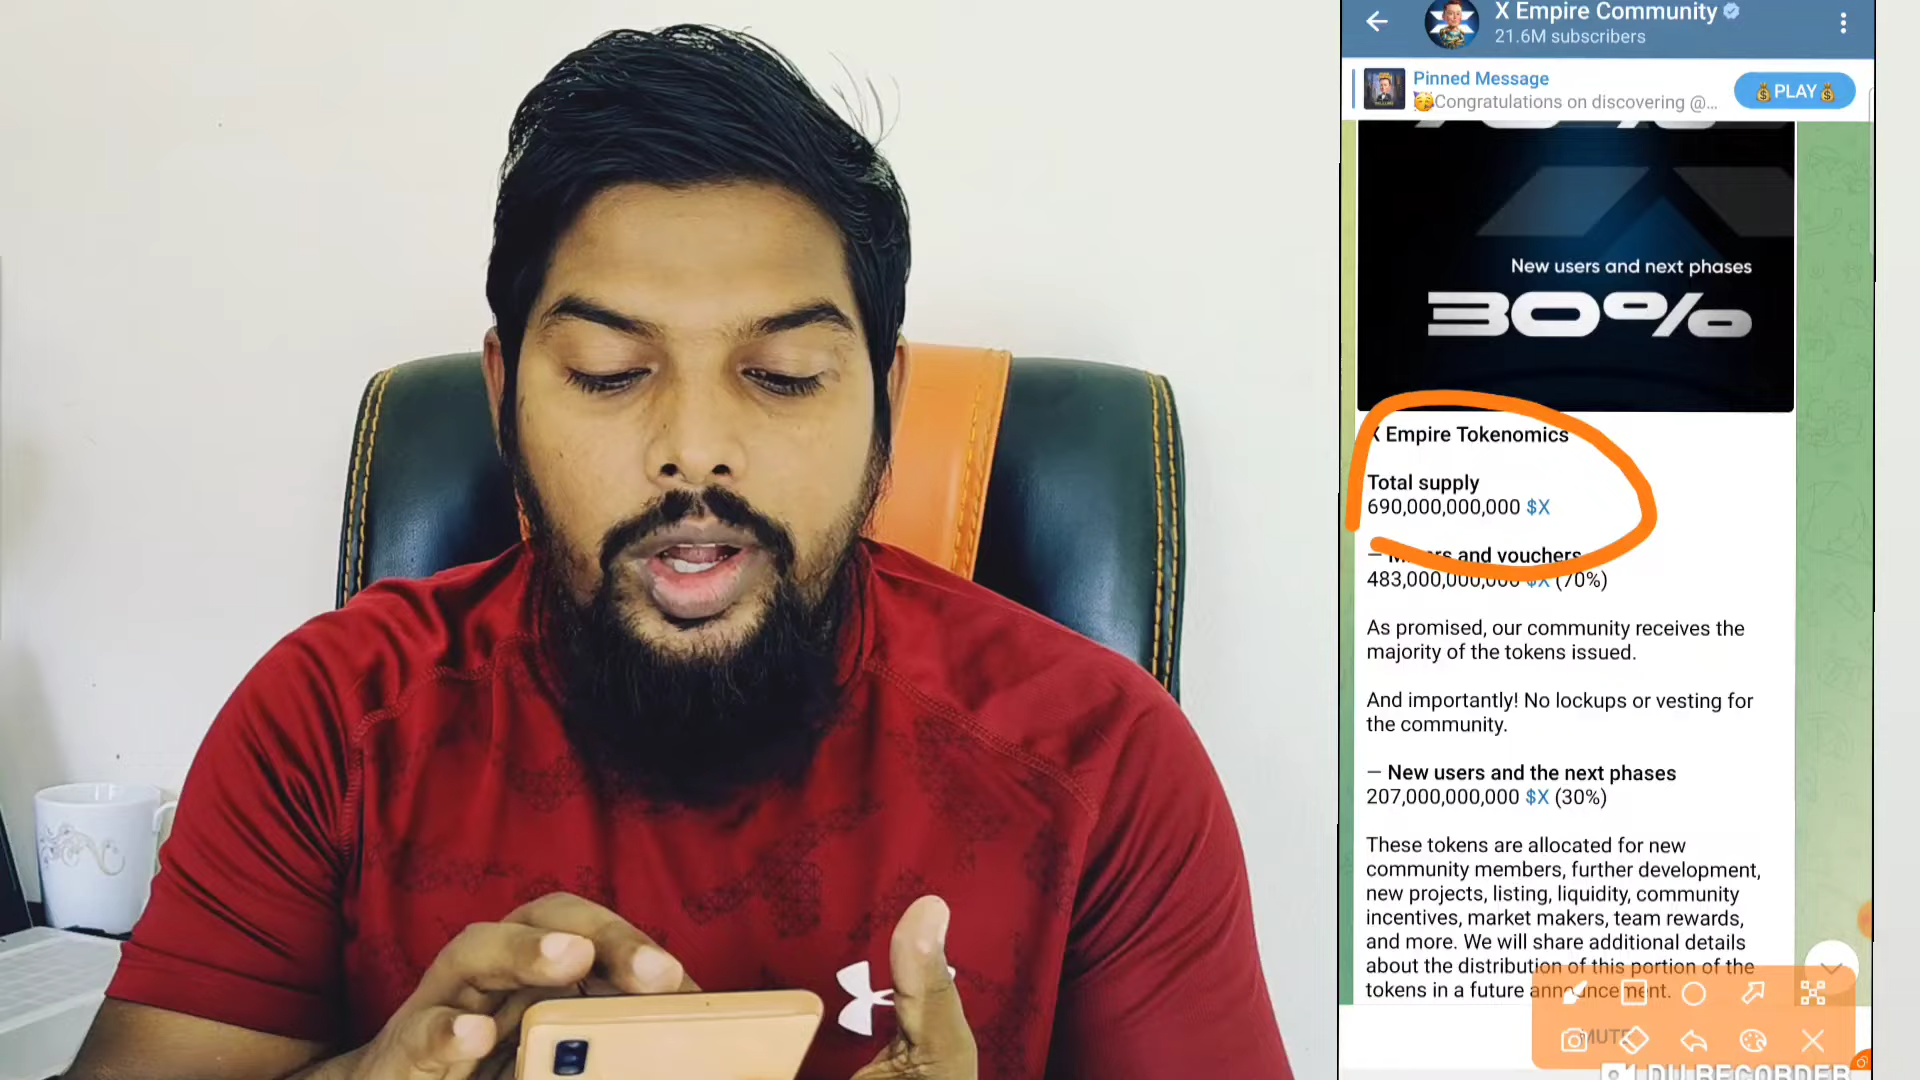 X Empire Community
21.6M subscribers
Pinned Message
🥳Congratulations on discovering @...
💰PLAY💰
New users and next phases
30%
X Empire Tokenomics
Total supply
690,000,000,000 $X
— and vouchers
483,000,000,000 $X (70%)
As promised, our community receives the
majority of the tokens issued.
And importantly! No lockups or vesting for
the community.
— New users and the next phases
207,000,000,000 $X (30%)
These tokens are allocated for new
community members, further development,
new projects, listing, liquidity, community
incentives, market makers, team rewards,
and more. We will share additional details
about the distribution of this portion of the
tokens in a future announcement.
MUTE
DU RECORDER